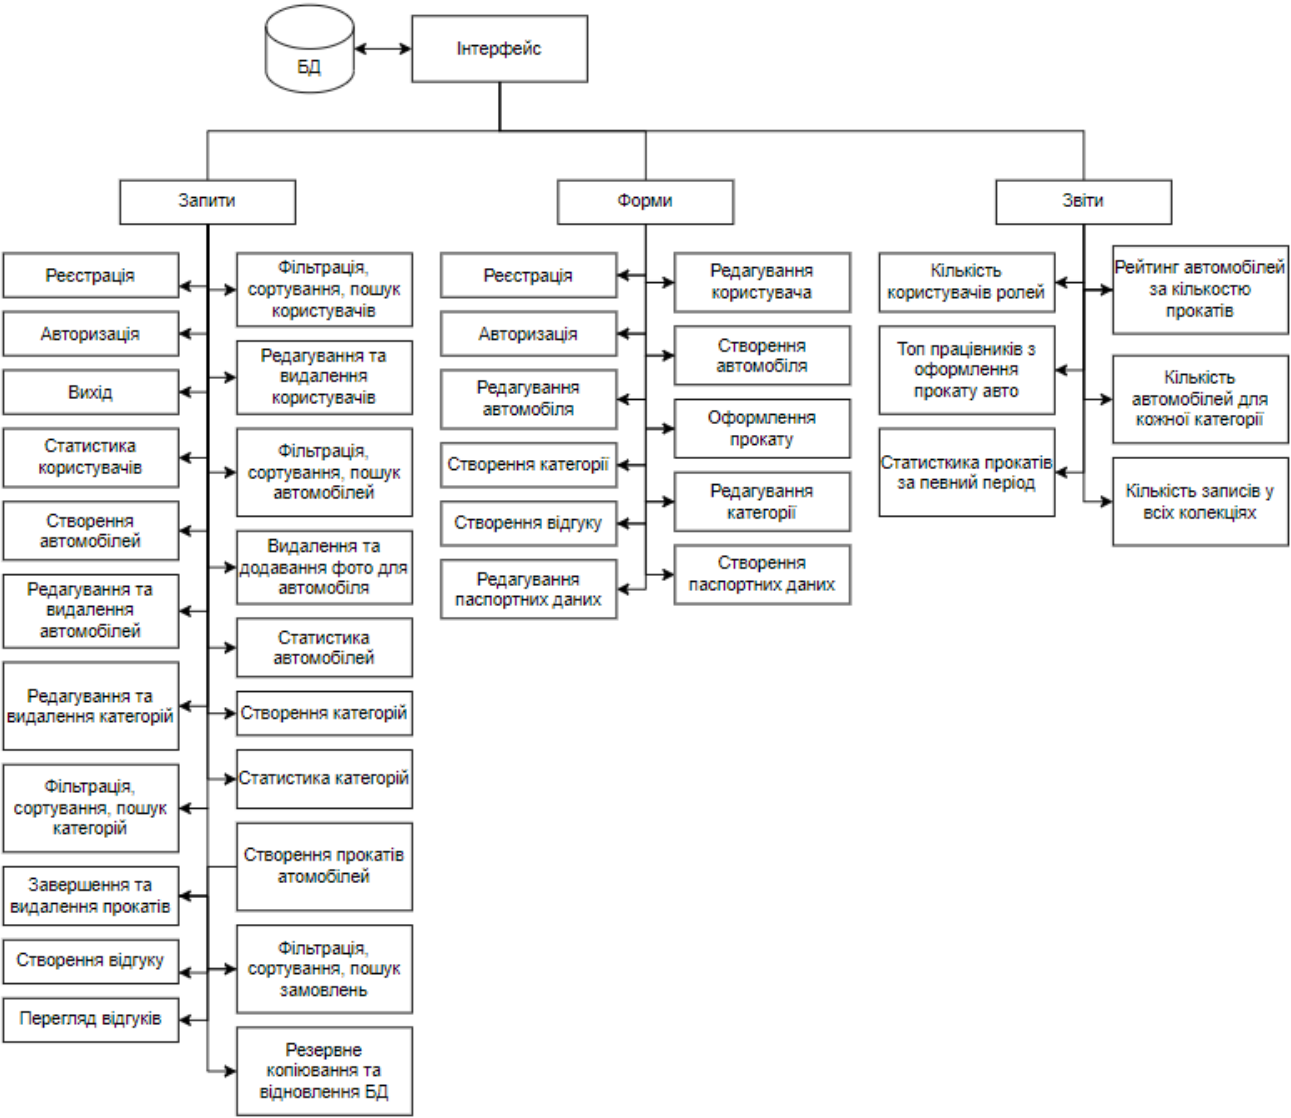 БД
Інтерфейс
Запити
Форми
Звіти
Реєстрація
Авторизація
Вихід
Статистика
користувачів
Створення
автомобілей
Редагування та
видалення
автомобілей
Редагування та
видалення категорій
Фільтрація,
сортування, пошук
категорій
Завершення та
видалення прокатів
Створення відгуку
Перегляд відгуків
Фільтрація,
сортування, пошук
користувачів
Редагування та
видалення
користувачів
Фільтрація,
сортування, пошук
автомобілей
Видалення та
додавання фото для
автомобіля
Статистика
автомобілей
Створення категорій
Статистика категорій
Створення прокатів
атомобілей
Фільтрація,
сортування, пошук
замовлень
Резервне
копіювання та
відновлення БД
Реєстрація
Авторизація
Редагування
автомобіля
Створення категорії
Створення відгуку
Редагування
паспортних даних
Редагування
користувача
Створення
автомобіля
Оформлення
прокату
Редагування
категорії
Створення
паспортних даних
Кількість
користувачів ролей
Топ працівників з
оформлення
прокату авто
Статисткика прокатів
за певний період
Рейтинг автомобілей
за кількостю
прокатів
Кількість
автомобілей для
кожної категорії
Кількість записів у
всіх колекціях